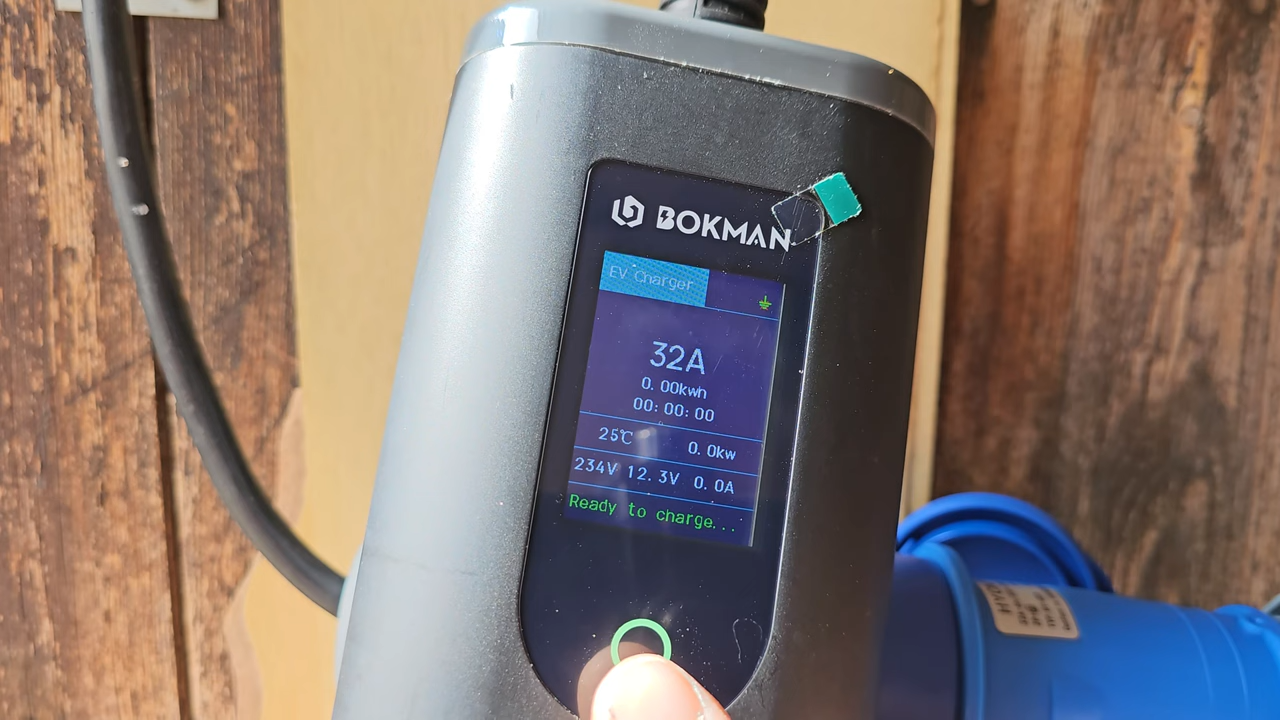 BOKMAN
EV Charger
32A
0.00kwh
00:00:00
25℃ 0.0kw
234V 12.3V 0.0A
Ready to charge...